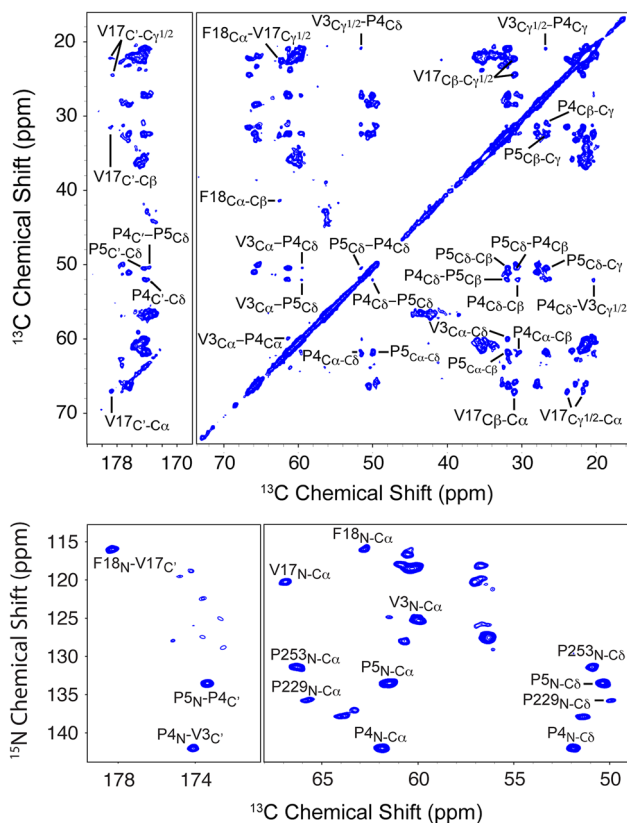 V17C'-Cγ1/2
F18Cα-V17Cγ1/2
V3Cγ1/2-P4Cδ
V3Cγ1/2-P4Cγ
V17Cβ-Cγ1/2
P4Cβ-Cγ
P5Cβ-Cγ
V17C'-Cβ
F18Cα-Cβ
P4C'-P5Cδ
P5C'-Cδ
P4C'-Cδ
V3Cα-P4Cδ
P5Cδ-P4Cδ
P5Cδ-Cβ
P5Cδ-P4Cβ
P4Cδ-P5Cβ
P5Cδ-Cγ
V3Cα-P5Cδ
P4Cδ-P5Cδ
P4Cδ-Cβ
P4Cδ-V3Cγ1/2
V3Cα-P4Cα
V3Cα-Cδ
P4Cα-Cβ
P4Cα-Cδ
P5Cα-Cδ
P5Cα-Cβ
V17C'-Cα
V17Cβ-Cα
V17Cγ1/2-Cα
20
30
40
50
60
70
13C Chemical Shift (ppm)
178 170
70 60 50 40 30 20
13C Chemical Shift (ppm)
F18N-V17C'
F18N-Cα
V17N-Cα
V3N-Cα
P253N-Cα
P253N-Cδ
P5N-P4C'
P5N-Cα
P5N-Cδ
P229N-Cα
P229N-Cδ
P4N-V3C'
P4N-Cα
P4N-Cδ
115
120
125
131
135
140
15N Chemical Shift (ppm)
178 174
65 60 55 50
13C Chemical Shift (ppm)